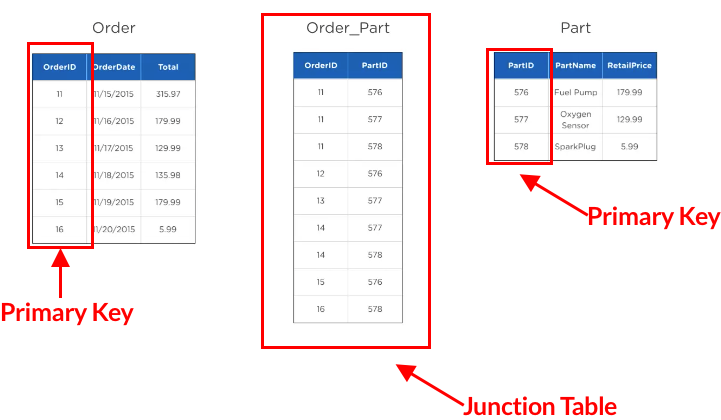 Order
OrderID OrderDate Total
11 11/15/2015 315.97
12 11/16/2015 179.99
13 11/17/2015 129.99
14 11/18/2015 135.98
15 11/19/2015 179.99
16 11/20/2015 5.99
Primary Key
Order_Part
OrderID PartID
11 576
11 577
11 578
12 576
13 577
14 577
14 578
15 576
16 578
Junction Table
Part
PartID PartName RetailPrice
576 Fuel Pump 179.99
577 Oxygen Sensor 129.99
578 SparkPlug 5.99
Primary Key